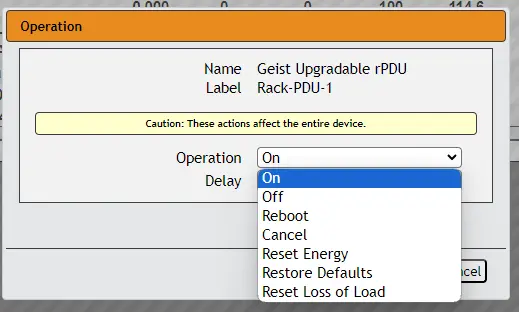 0.000 0 0 100 114.6
Operation
Name Geist Upgradable rPDU
Label Rack-PDU-1
Caution: These actions affect the entire device.
Operation On
Delay On
Off
Reboot
Cancel
Reset Energy
Restore Defaults
Reset Loss of Load